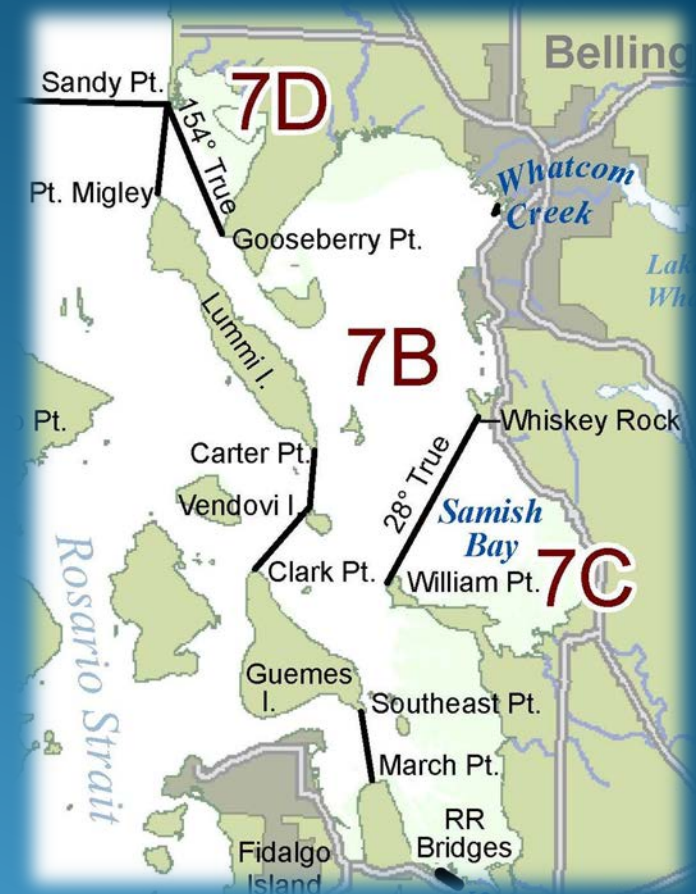 Belling
Sandy Pt.
7D
154° True
Whatcom
Creek
Pt. Migley
Gooseberry Pt.
Lak
Wh
Lummi I.
7B
Pt.
Whiskey Rock
Carter Pt.
28° True
Vendovi I.
Samish
Bay
7C
Clark Pt.
William Pt.
Rosario Strait
Guemes
I.
Southeast Pt.
March Pt.
RR
Bridges
Fidalgo
Island